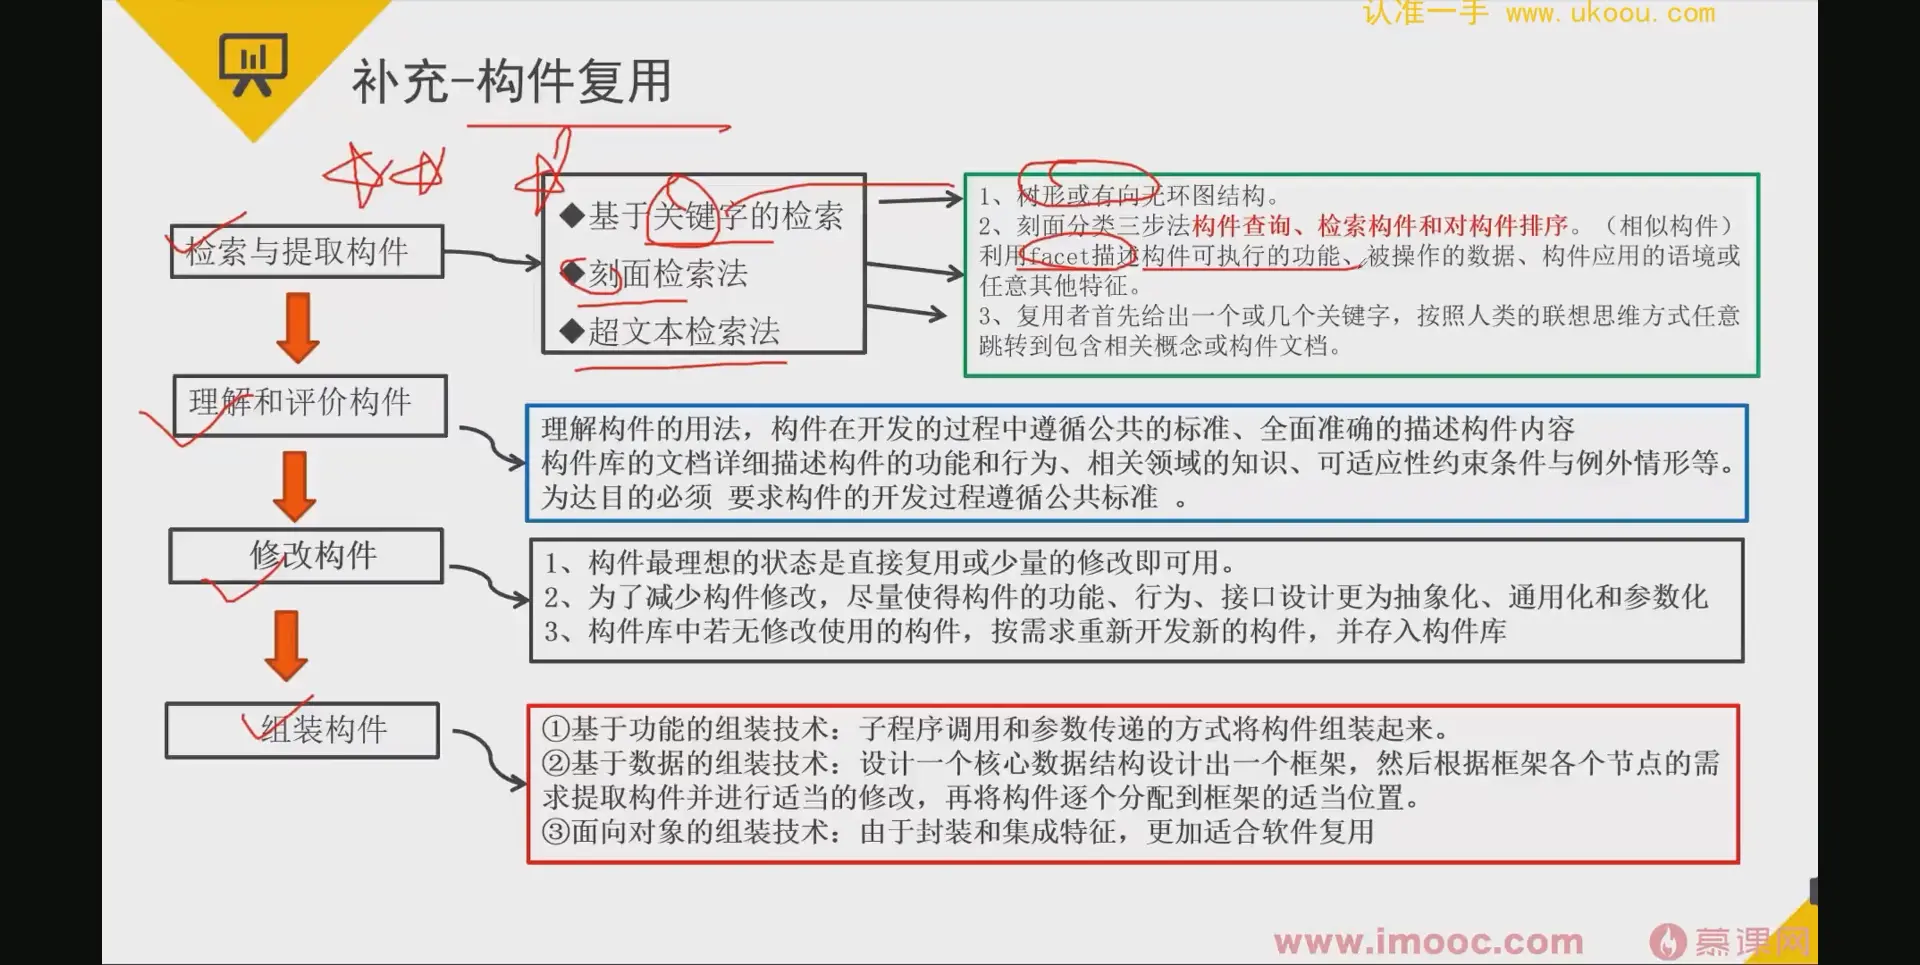 认准一手 www.ukoou.com
补充-构件复用
检索与提取构件
◆基于关键字的检索
◆刻面检索法
◆超文本检索法
1、树形或有向无环图结构。
2、刻面分类三步法构件查询、检索构件和对构件排序。（相似构件）
利用facet描述构件可执行的功能、被操作的数据、构件应用的语境或
任意其他特征。
3、复用者首先给出一个或几个关键字，按照人类的联想思维方式任意
跳转到包含相关概念或构件文档。
理解和评价构件
理解构件的用法，构件在开发的过程中遵循公共的标准、全面准确的描述构件内容
构件库的文档详细描述构件的功能和行为、相关领域的知识、可适应性约束条件与例外情形等。
为达目的必须 要求构件的开发过程遵循公共标准 。
修改构件
1、构件最理想的状态是直接复用或少量的修改即可用。
2、为了减少构件修改，尽量使得构件的功能、行为、接口设计更为抽象化、通用化和参数化
3、构件库中若无修改使用的构件，按需求重新开发新的构件，并存入构件库
组装构件
①基于功能的组装技术：子程序调用和参数传递的方式将构件组装起来。
②基于数据的组装技术：设计一个核心数据结构设计出一个框架，然后根据框架各个节点的需
求提取构件并进行适当的修改，再将构件逐个分配到框架的适当位置。
③面向对象的组装技术：由于封装和集成特征，更加适合软件复用
www.imooc.com
慕课网